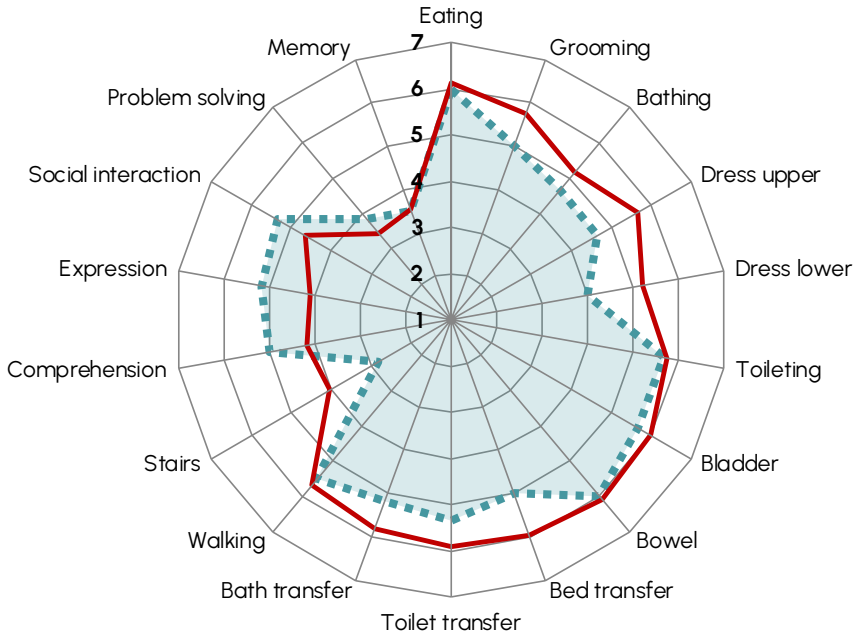 Eating
7
Memory
Grooming
6
Problem solving
Bathing
5
Social interaction
4
Dress upper
3
Expression
2
Dress lower
1
Comprehension
Toileting
Stairs
Bladder
Walking
Bowel
Bath transfer
Bed transfer
Toilet transfer